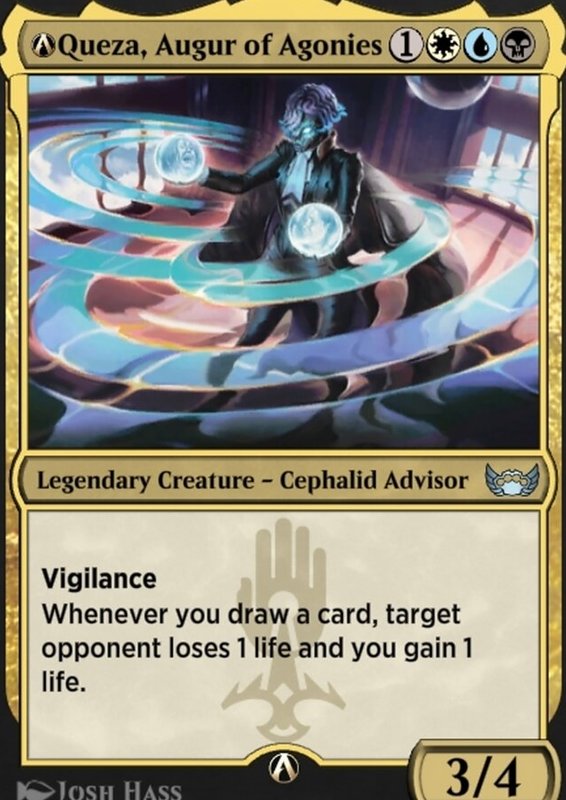 Queza, Augur of Agonies 1
Legendary Creature – Cephalid Advisor
Vigilance
Whenever you draw a card, target
opponent loses 1 life and you gain 1
life.
3/4
JOSH HASS